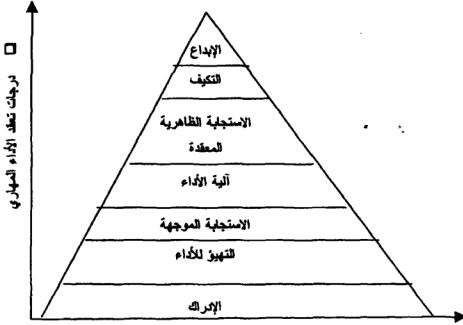 الإبداع
التكيف
الاستجابة الظاهرية
المعقدة
آلية الأداء
الاستجابة الموجهة
التهيؤ للأداء
الإدراك
درجات تعقد الأداء المهاري